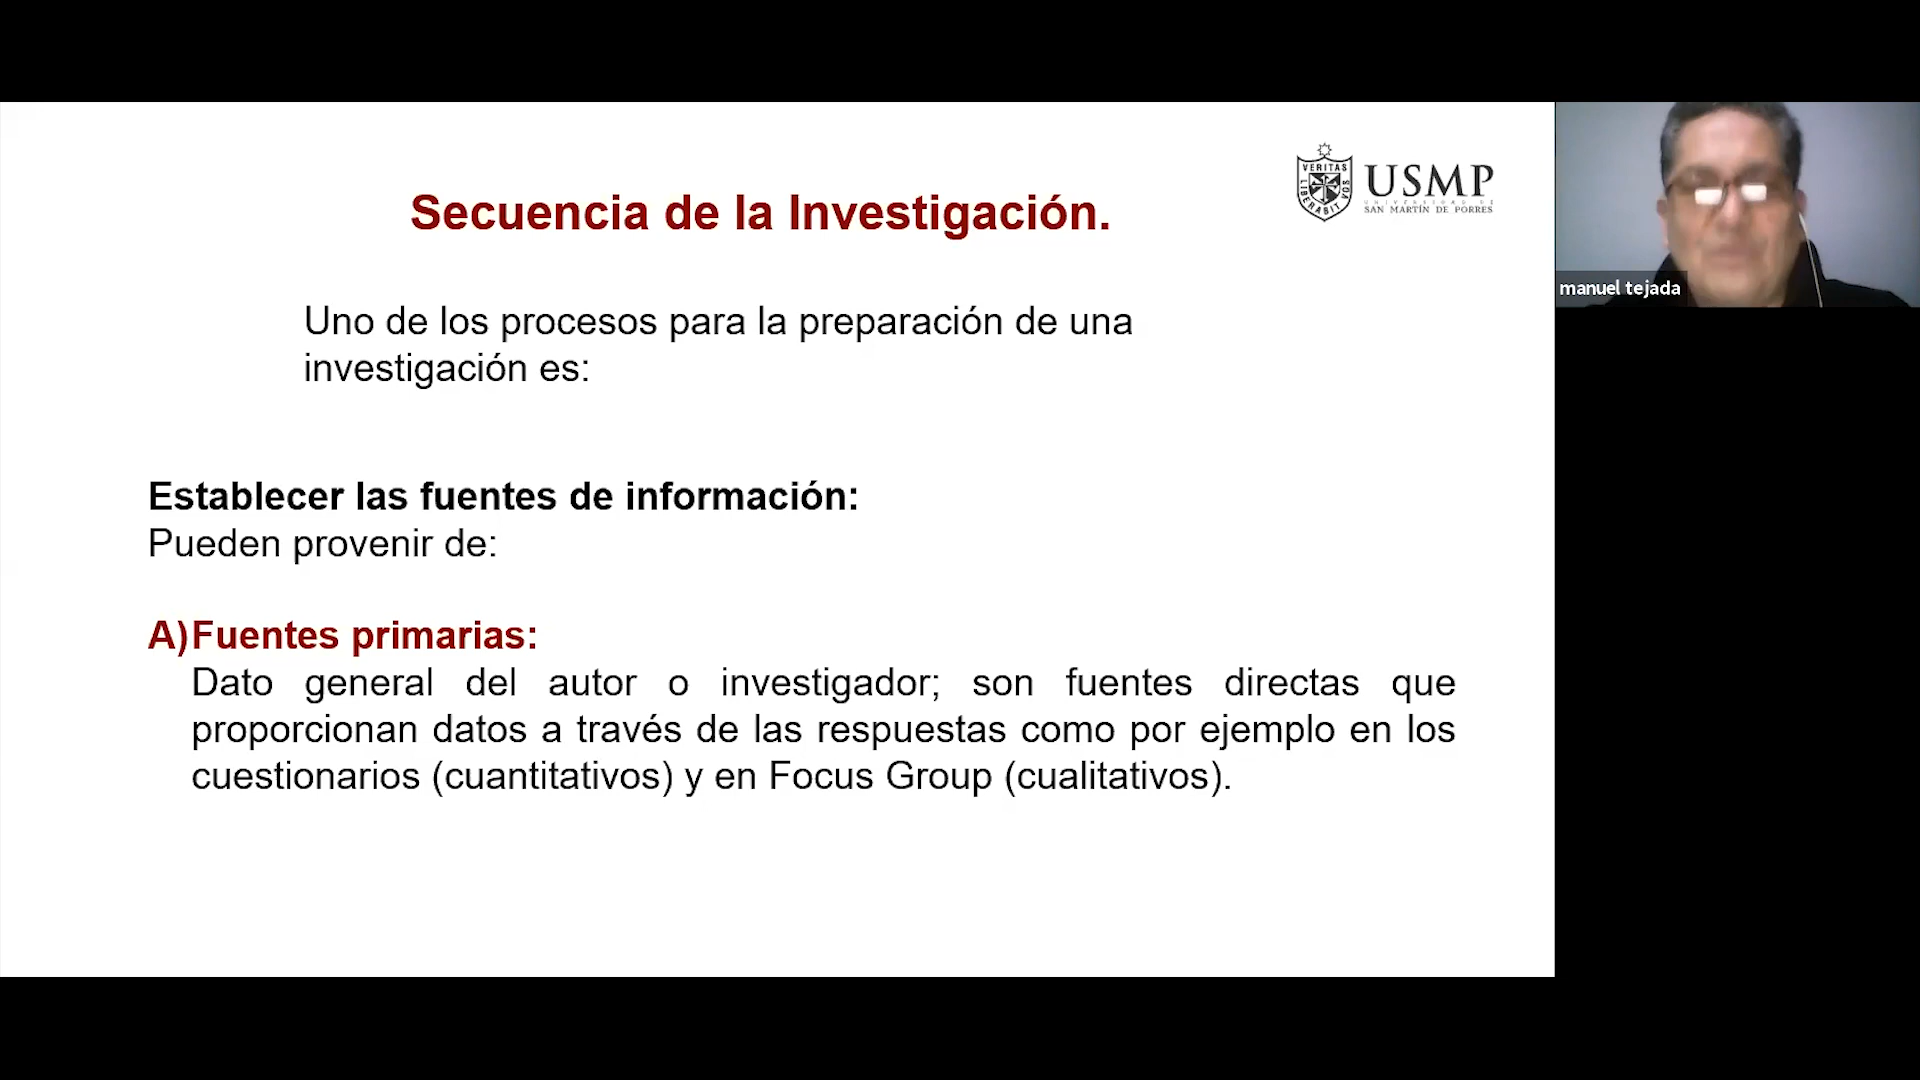 Secuencia de la Investigación.
VERITAS
LIBERABIT VOS
USMP
UNIVERSIDAD DE
SAN MARTÍN DE PORRES
manuel tejada
Uno de los procesos para la preparación de una
investigación es:
Establecer las fuentes de información:
Pueden provenir de:
A)Fuentes primarias:
Dato general del autor o investigador; son fuentes directas que
proporcionan datos a través de las respuestas como por ejemplo en los
cuestionarios (cuantitativos) y en Focus Group (cualitativos).